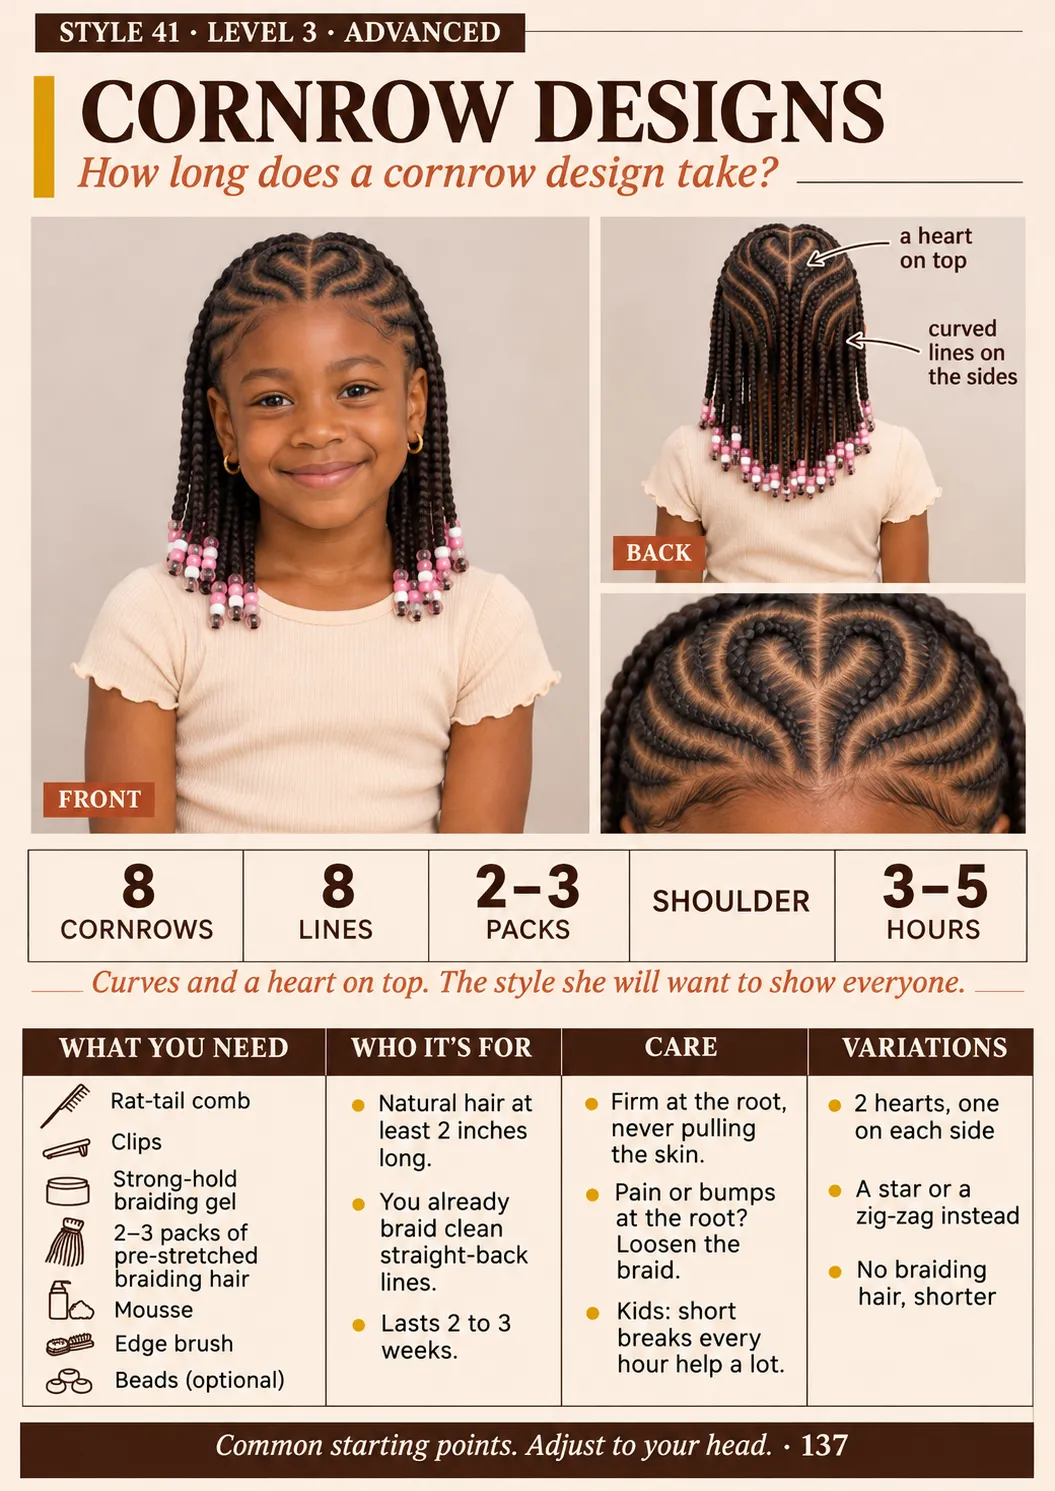 STYLE 41 · LEVEL 3 · ADVANCED
CORNROW DESIGNS
How long does a cornrow design take?
a heart
on top
curved
lines on
the sides
BACK
FRONT
8
CORNROWS
8
LINES
2–3
PACKS
SHOULDER
3–5
HOURS
Curves and a heart on top. The style she will want to show everyone.
WHAT YOU NEED
Rat-tail comb
Clips
Strong-hold
braiding gel
2–3 packs of
pre-stretched
braiding hair
Mousse
Edge brush
Beads (optional)
WHO IT'S FOR
Natural hair at
least 2 inches
long.
You already
braid clean
straight-back
lines.
Lasts 2 to 3
weeks.
CARE
Firm at the root,
never pulling
the skin.
Pain or bumps
at the root?
Loosen the
braid.
Kids: short
breaks every
hour help a lot.
VARIATIONS
2 hearts, one
on each side
A star or a
zig-zag instead
No braiding
hair, shorter
Common starting points. Adjust to your head. · 137